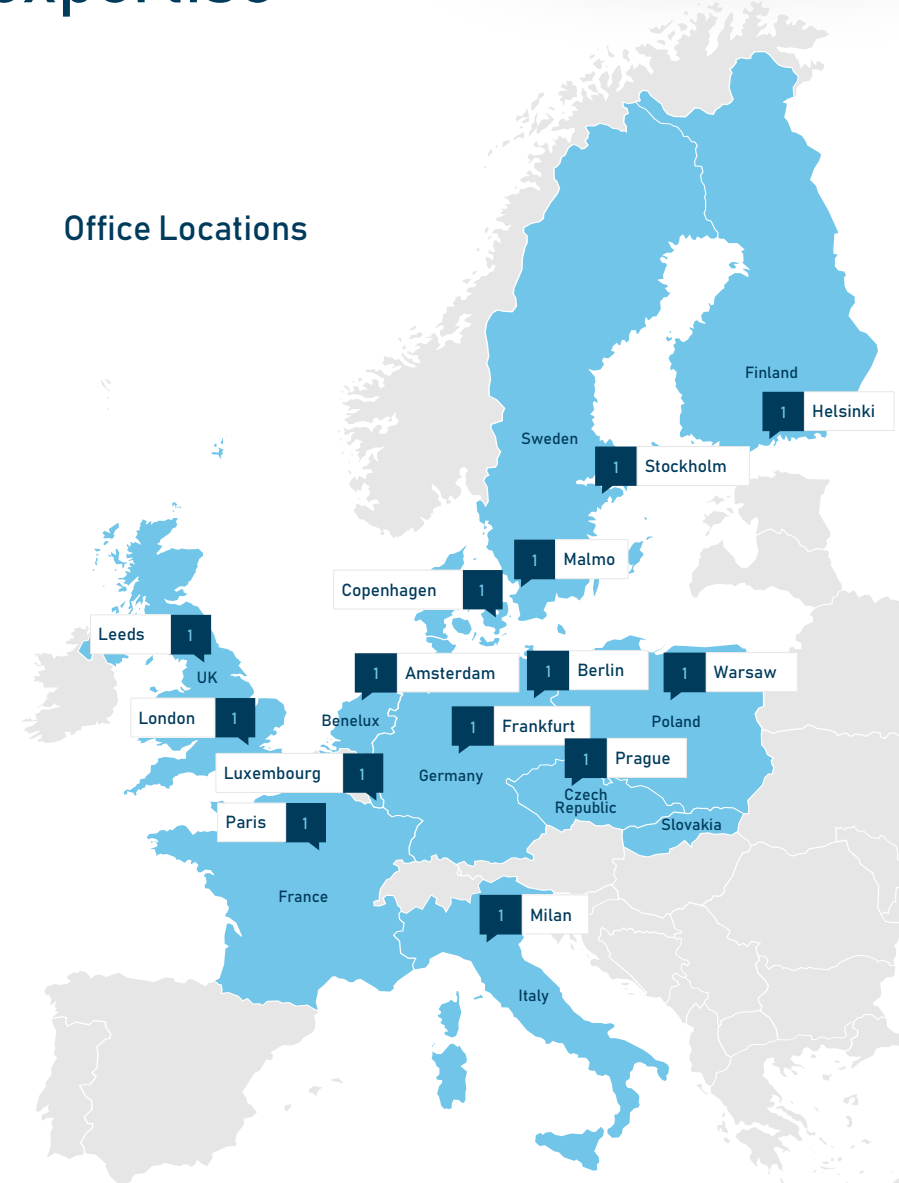 expertise
Office Locations
Finland
1 Helsinki
Sweden
1 Stockholm
1 Malmo
Copenhagen 1
Leeds 1
UK
1 Amsterdam
1 Berlin
1 Warsaw
London 1
Benelux
1 Frankfurt
Poland
Luxembourg 1
Germany
1 Prague
Czech
Republic
Paris 1
Slovakia
France
1 Milan
Italy